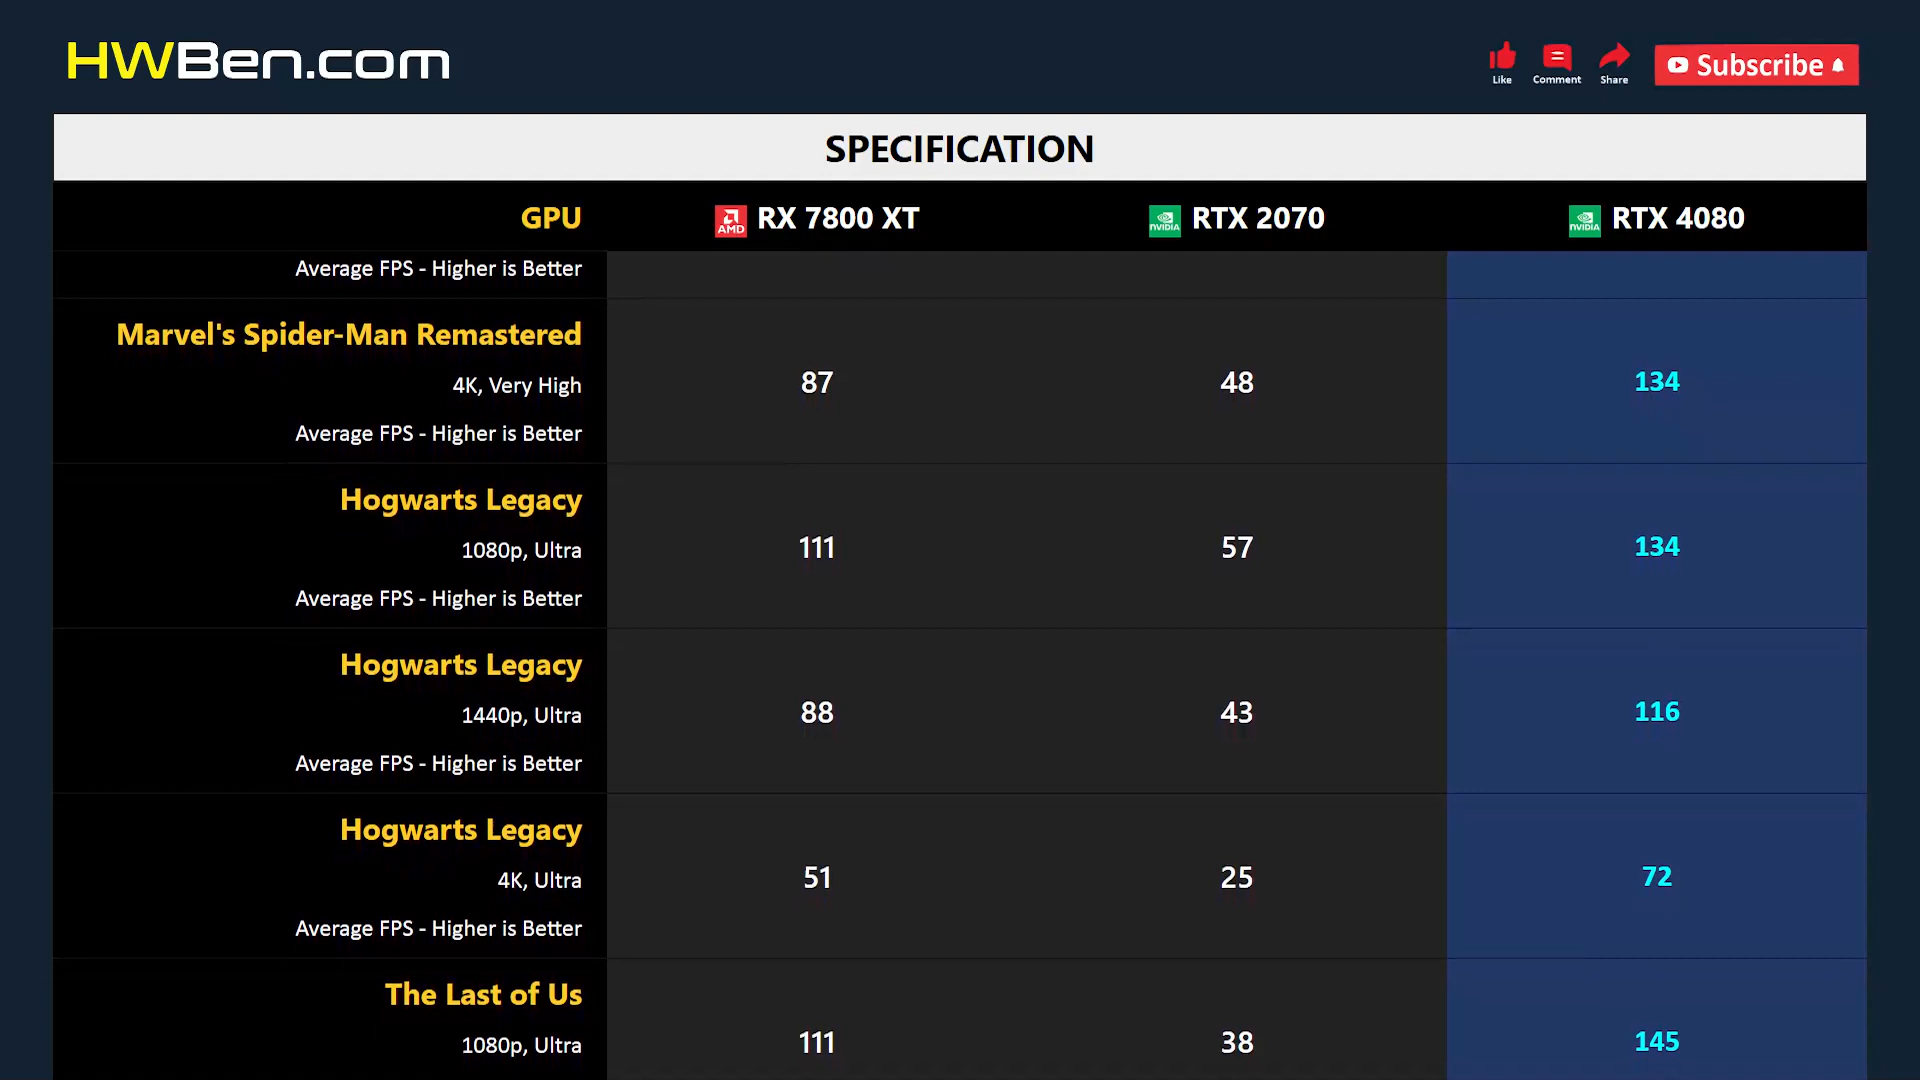 HWBen.com
Like
Comment
Share
Subscribe
SPECIFICATION
GPU
AMD RX 7800 XT
NVIDIA RTX 2070
NVIDIA RTX 4080
Average FPS - Higher is Better
Marvel's Spider-Man Remastered
4K, Very High
Average FPS - Higher is Better
87
48
134
Hogwarts Legacy
1080p, Ultra
Average FPS - Higher is Better
111
57
134
Hogwarts Legacy
1440p, Ultra
Average FPS - Higher is Better
88
43
116
Hogwarts Legacy
4K, Ultra
Average FPS - Higher is Better
51
25
72
The Last of Us
1080p, Ultra
111
38
145